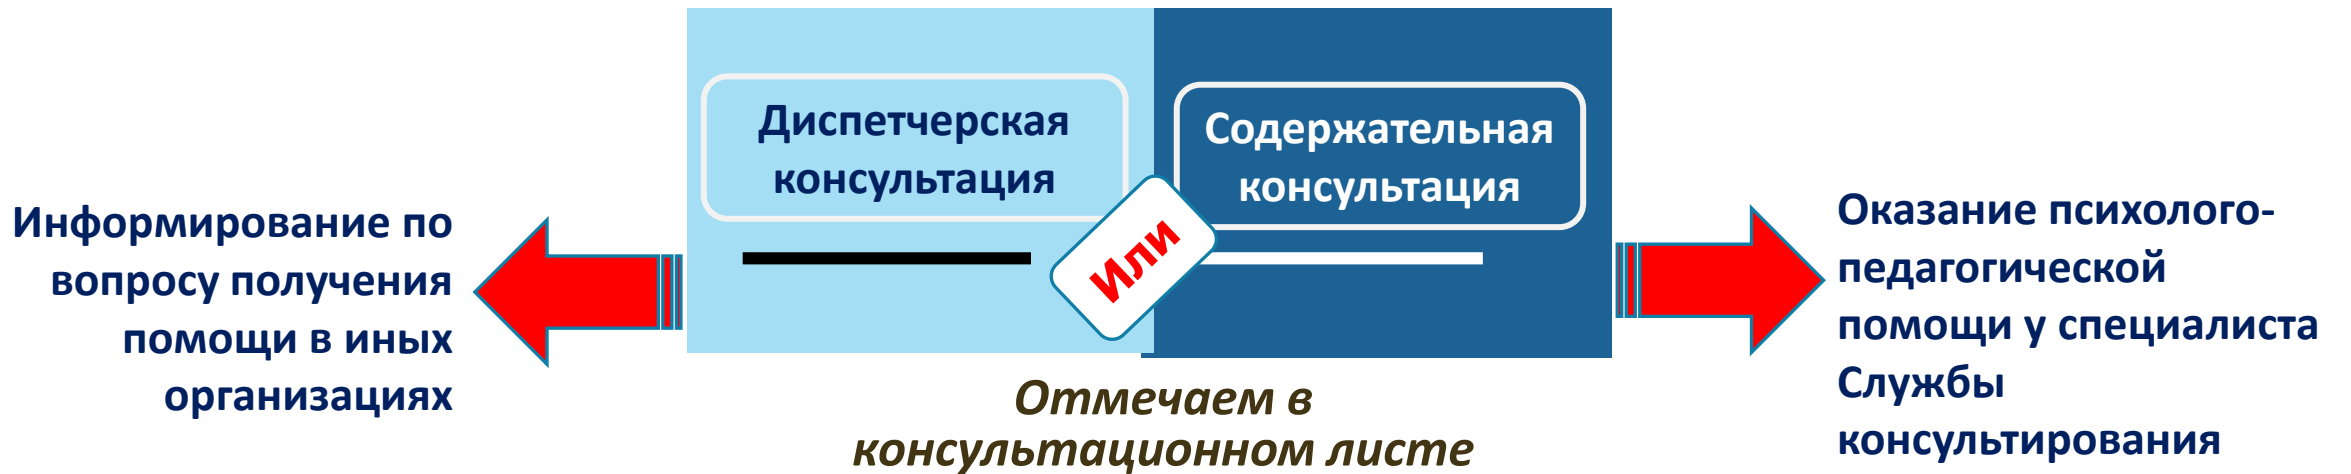 Диспетчерская
консультация
Содержательная
консультация
Или
Информирование по
вопросу получения
помощи в иных
организациях
Оказание психолого-
педагогической
помощи у специалиста
Службы
консультирования
Отмечаем в
консультационном листе